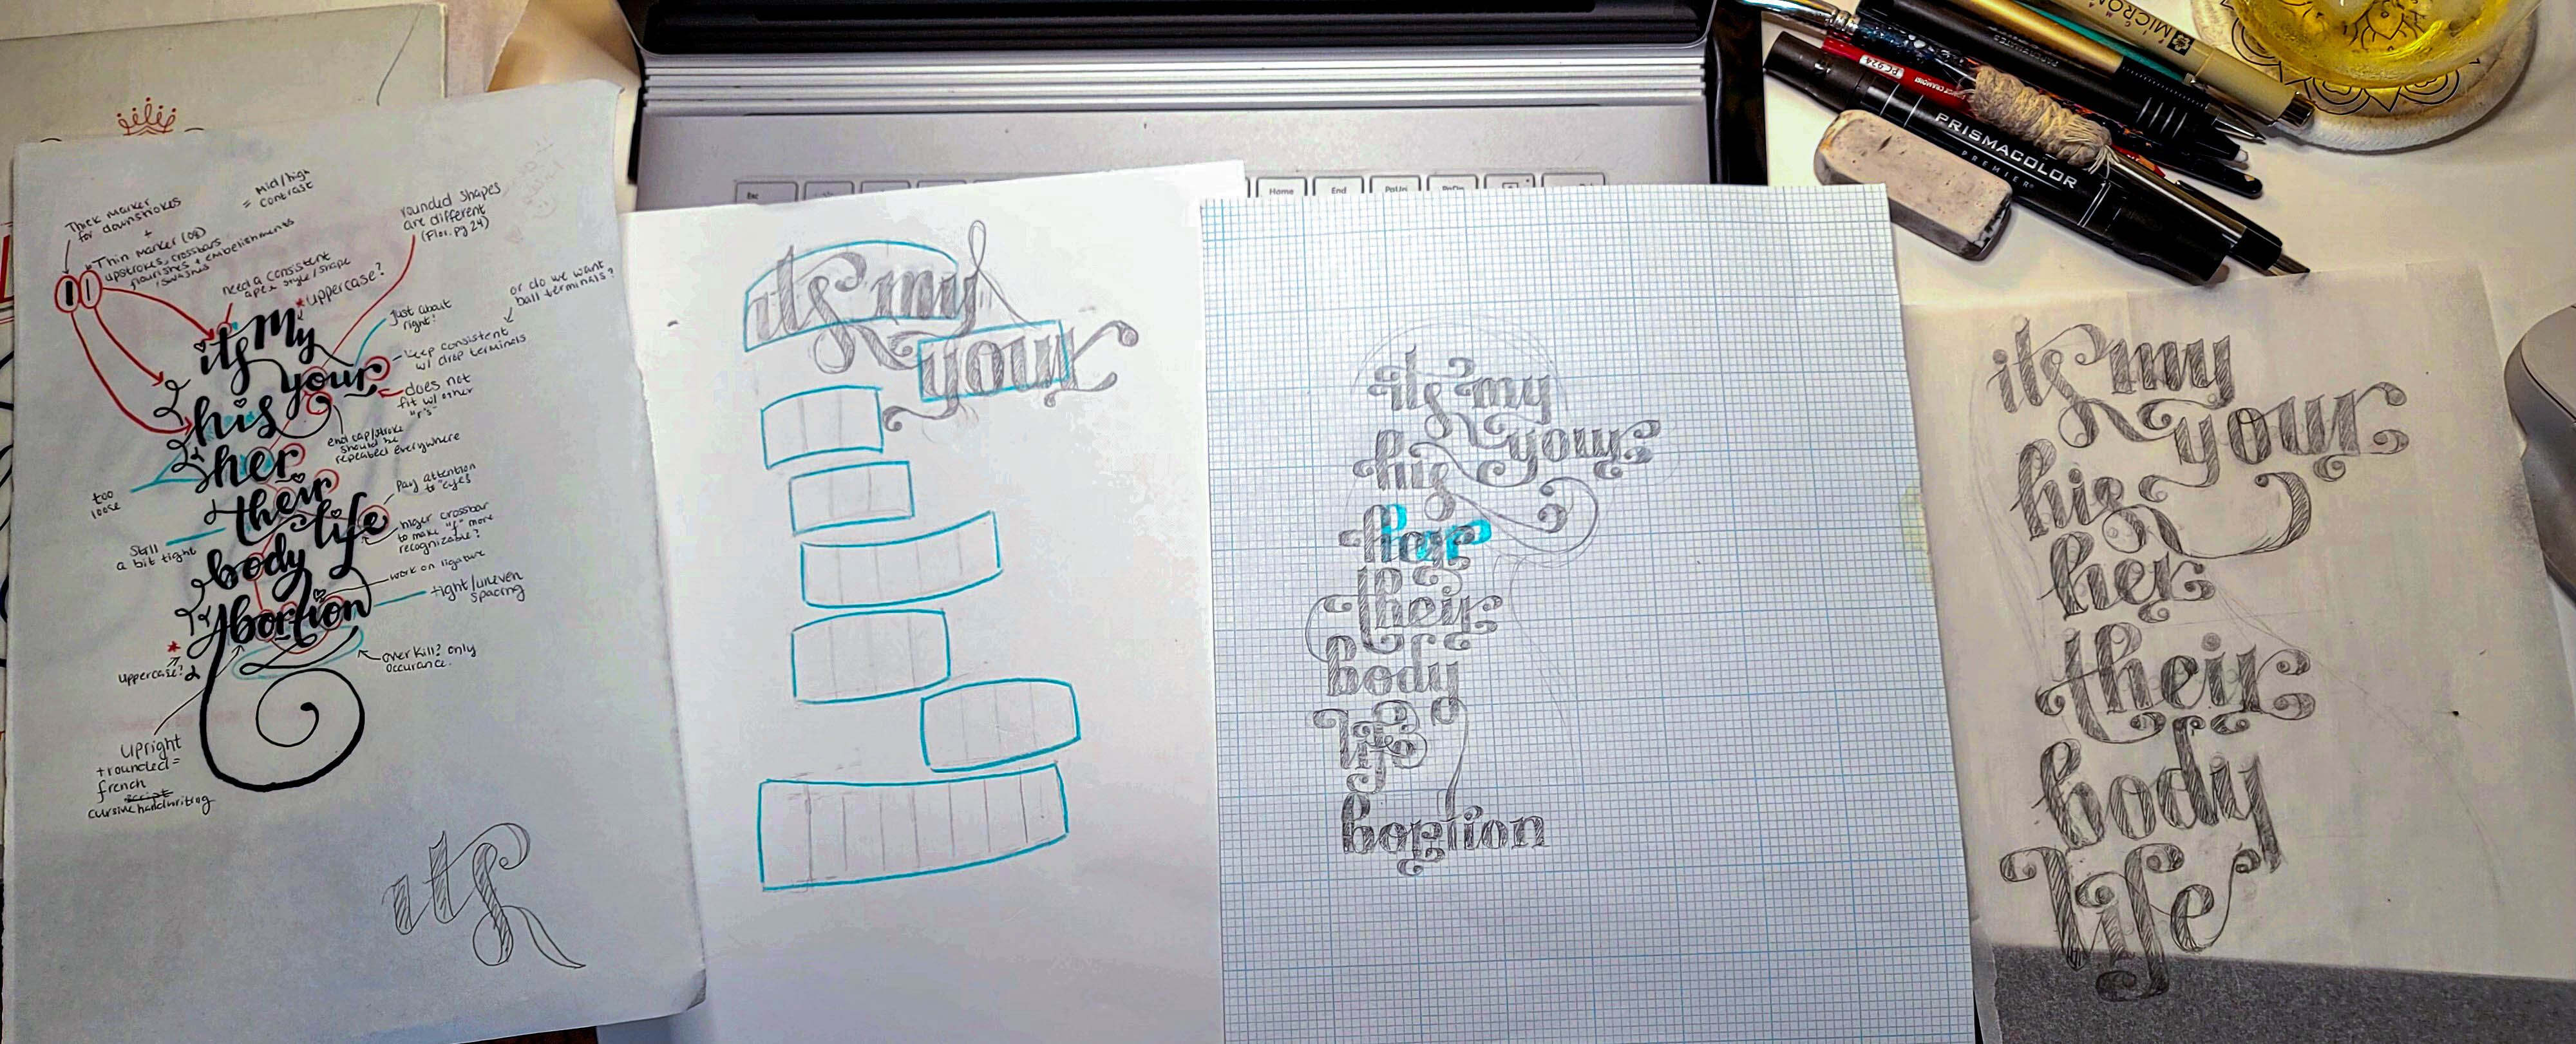 Thick marker
for downstrokes
+
Thin marker (08)
upstrokes, crossbars
flourishes + embelishments
/swashes
= mid/high
contrast
need a consistent
apex style/shape
* uppercase?
rounded shapes
are different
(Flor. pg 24)
Just about
right!
or do we want
ball terminals?
keep consistent
w/ drop terminals
does not
fit w/ other
"r's"
end cap/stroke
should be
repeated everywhere
too
loose
Pay attention
to "eyes"
higer crossbar
to make "f" more
recognizable?
Still
a bit tight
work on ligature
tight/uneven
spacing
overkill? only
occurance.
*
uppercase?
upright
+ rounded =
french
script
cursive handwriting
its My
your
his
her
their
life
body
Abortion
its
its my
your
its my
your
his
her
their
body
life
bortion
its my
your
his
her
their
body
life
Esc
Home
End
PgUp
PgDn
PRISMACOLOR
PREMIER
PC924
MICRON